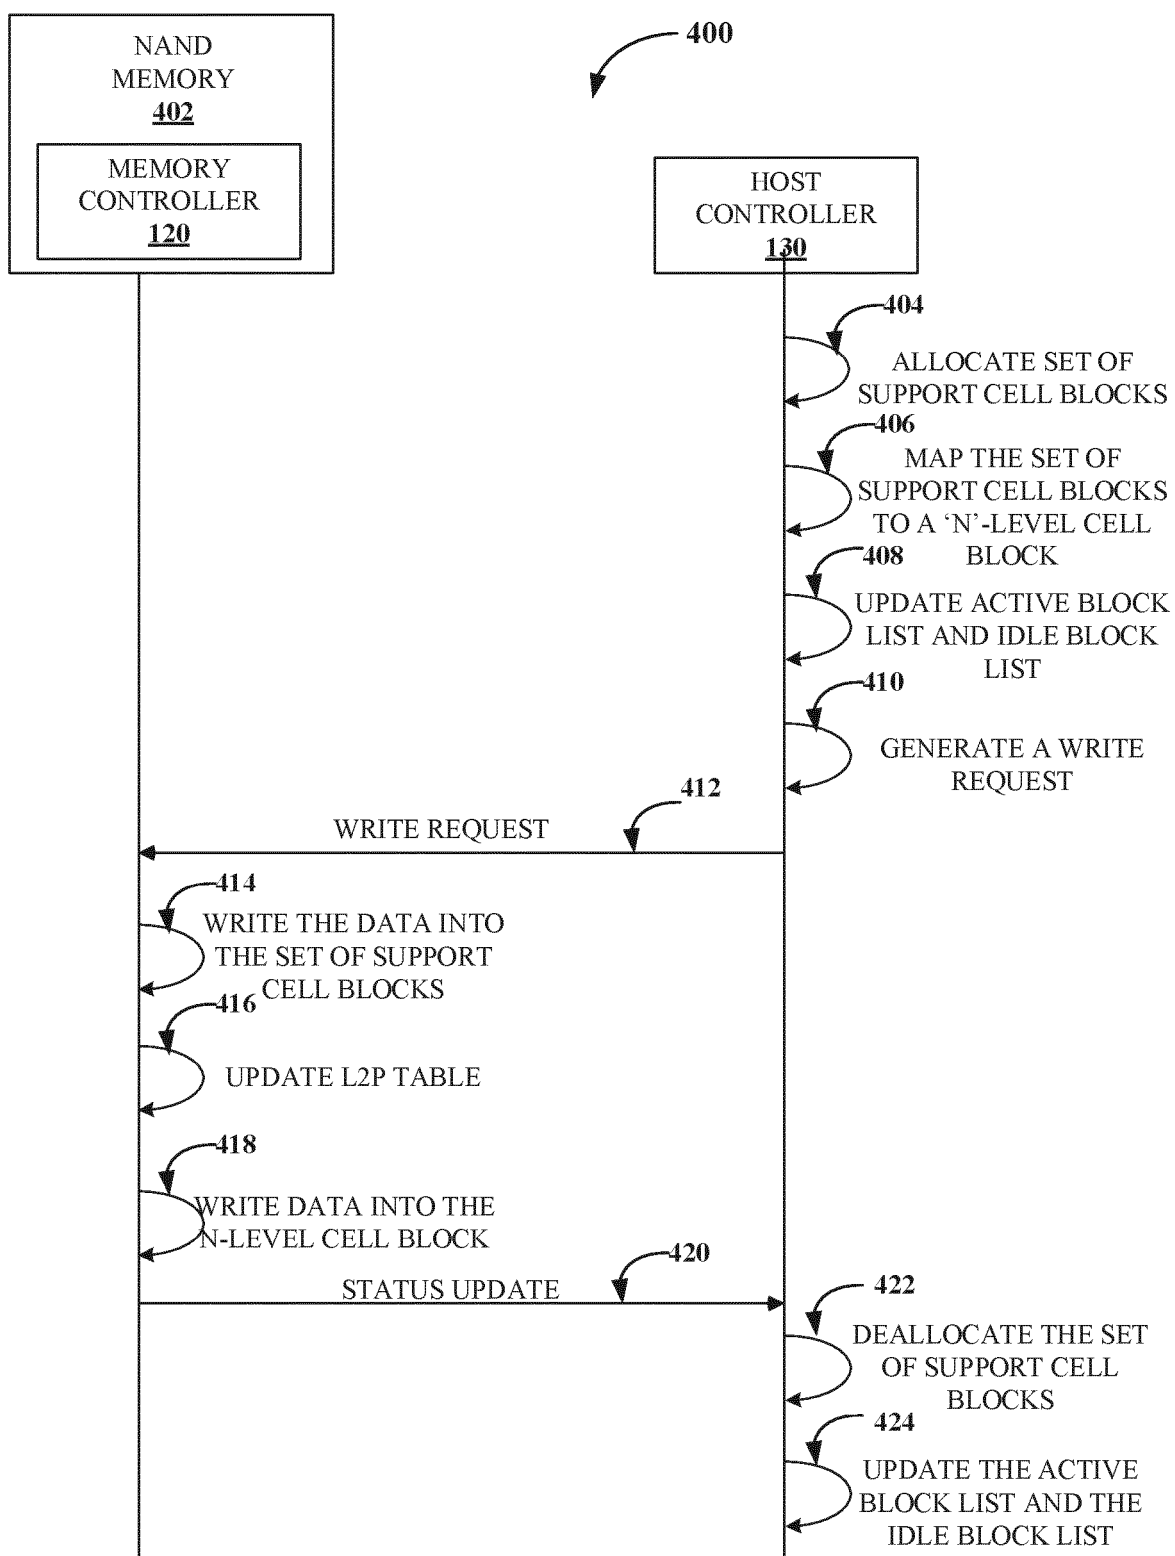 400
NAND
MEMORY
402
MEMORY
CONTROLLER
120
HOST
CONTROLLER
130
404
ALLOCATE SET OF
SUPPORT CELL BLOCKS
406
MAP THE SET OF
SUPPORT CELL BLOCKS
TO A ‘N’-LEVEL CELL
BLOCK
408
UPDATE ACTIVE BLOCK
LIST AND IDLE BLOCK
LIST
410
GENERATE A WRITE
REQUEST
412
WRITE REQUEST
414
WRITE THE DATA INTO
THE SET OF SUPPORT
CELL BLOCKS
416
UPDATE L2P TABLE
418
WRITE DATA INTO THE
N-LEVEL CELL BLOCK
420
STATUS UPDATE
422
DEALLOCATE THE SET
OF SUPPORT CELL
BLOCKS
424
UPDATE THE ACTIVE
BLOCK LIST AND THE
IDLE BLOCK LIST